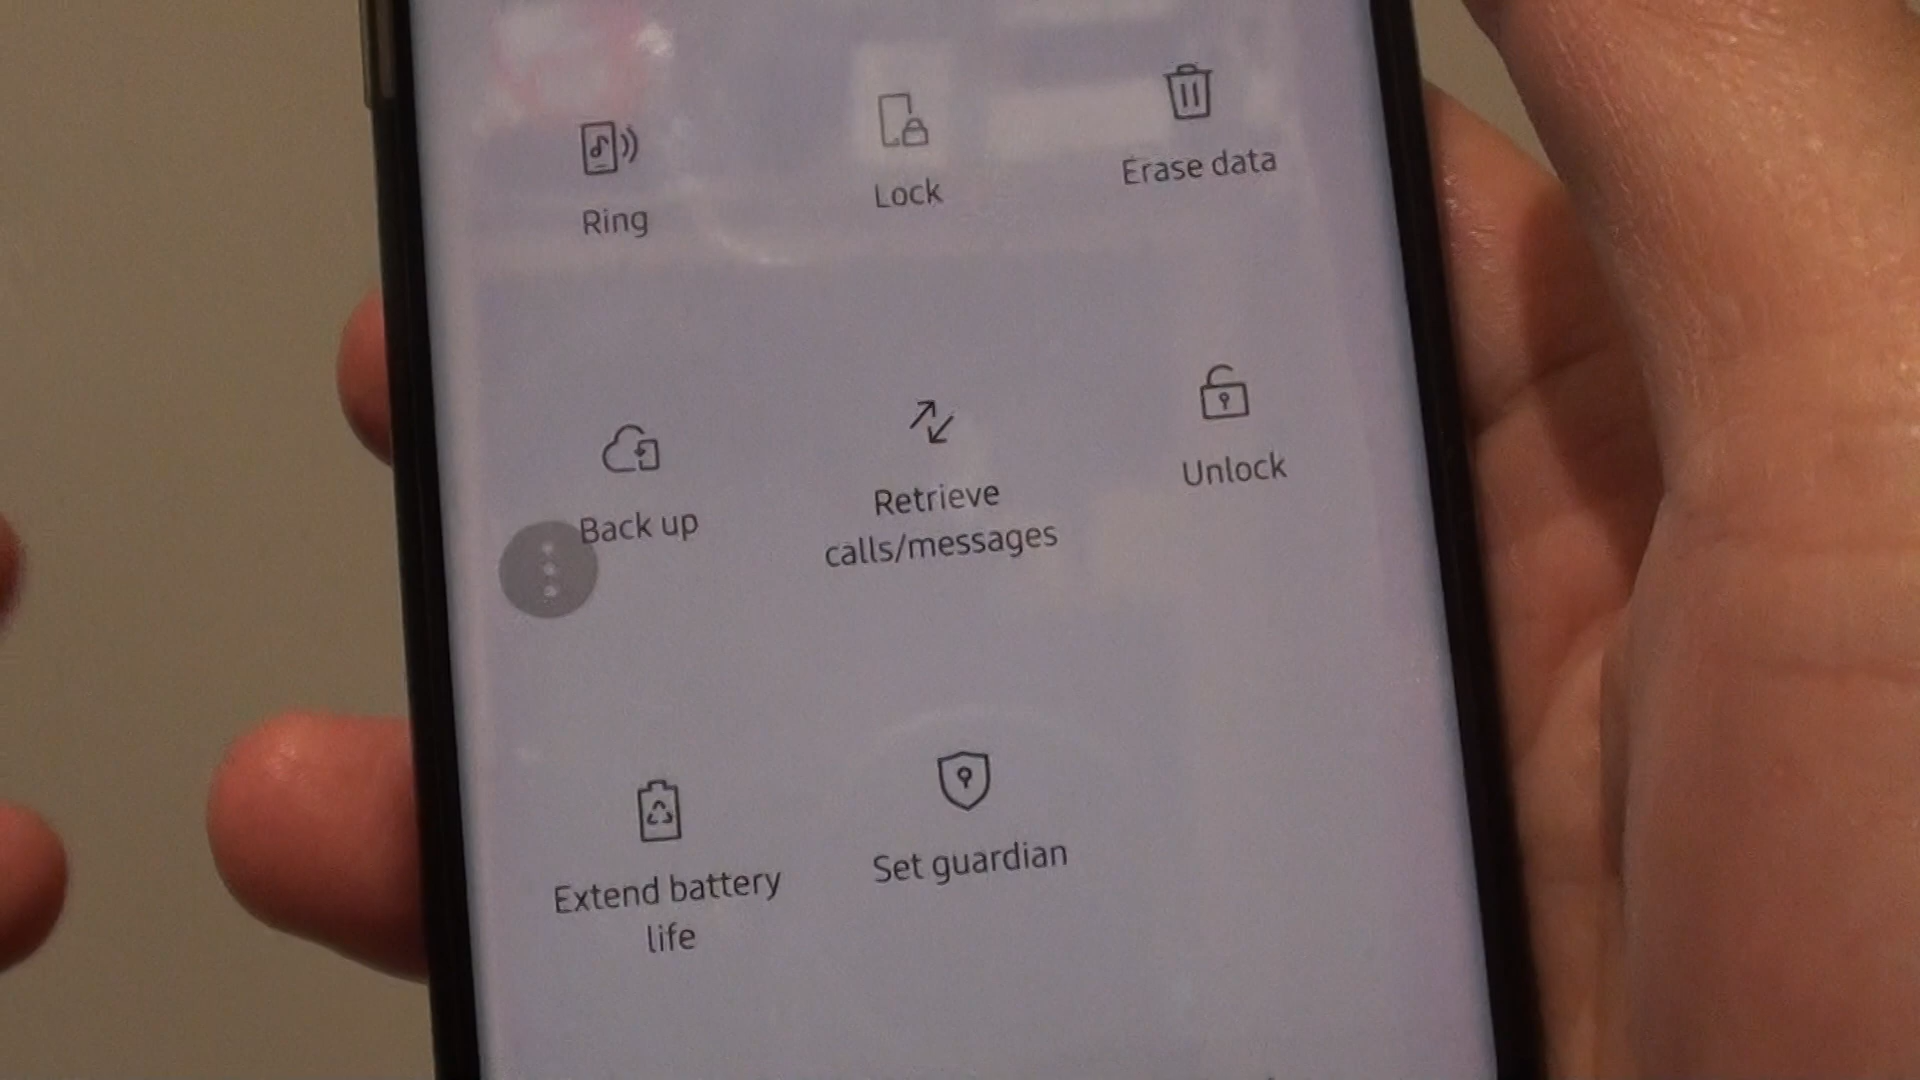 Ring
Lock
Erase data
Back up
Retrieve
calls/messages
Unlock
Extend battery
life
Set guardian